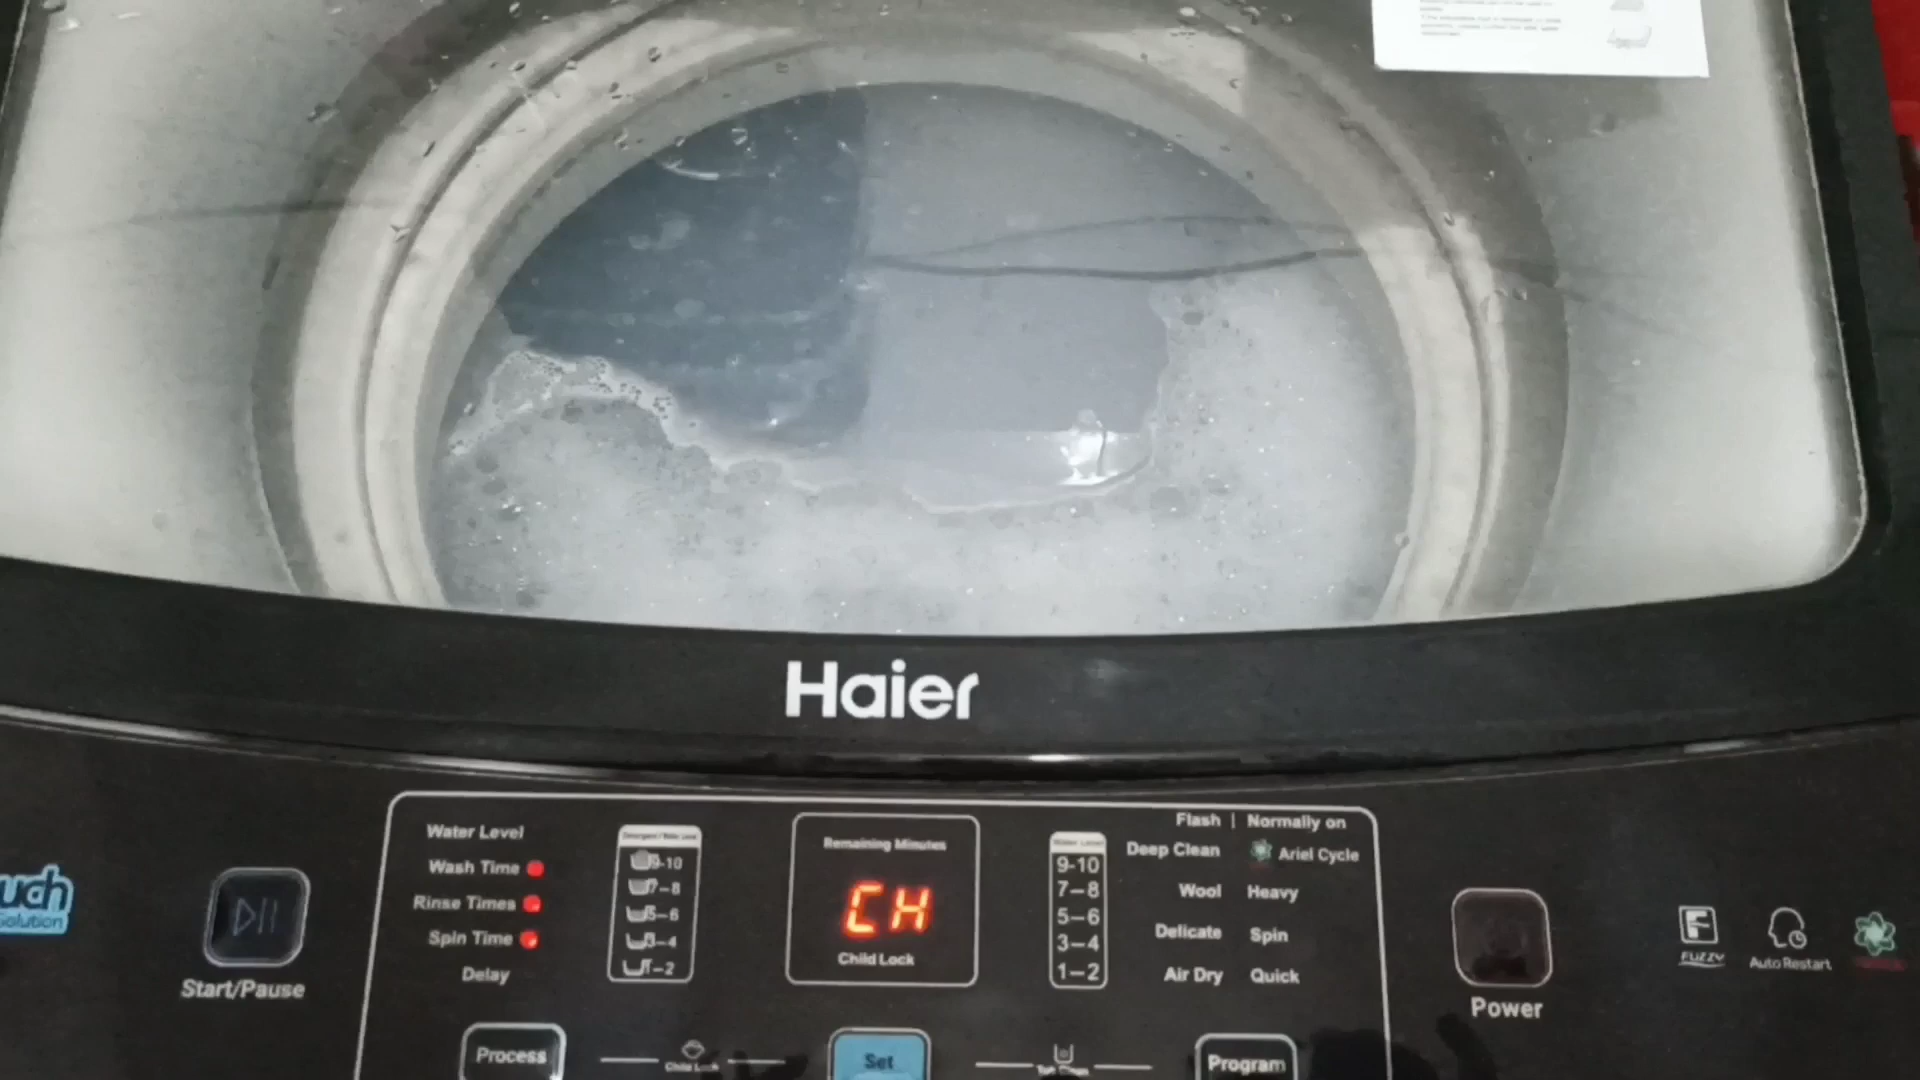 Haier
uch
Solution
Start/Pause
Water Level
Wash Time
Rinse Times
Spin Time
Delay
9-10
7-8
5-6
3-4
1-2
Remaining Minutes
CH
Child Lock
9-10
7-8
5-6
3-4
1-2
Flash | Normally on
Deep Clean
Ariel Cycle
Wool
Heavy
Delicate
Spin
Air Dry
Quick
Power
FUZZY
Auto Restart
Process
Child Lock
Set
Program